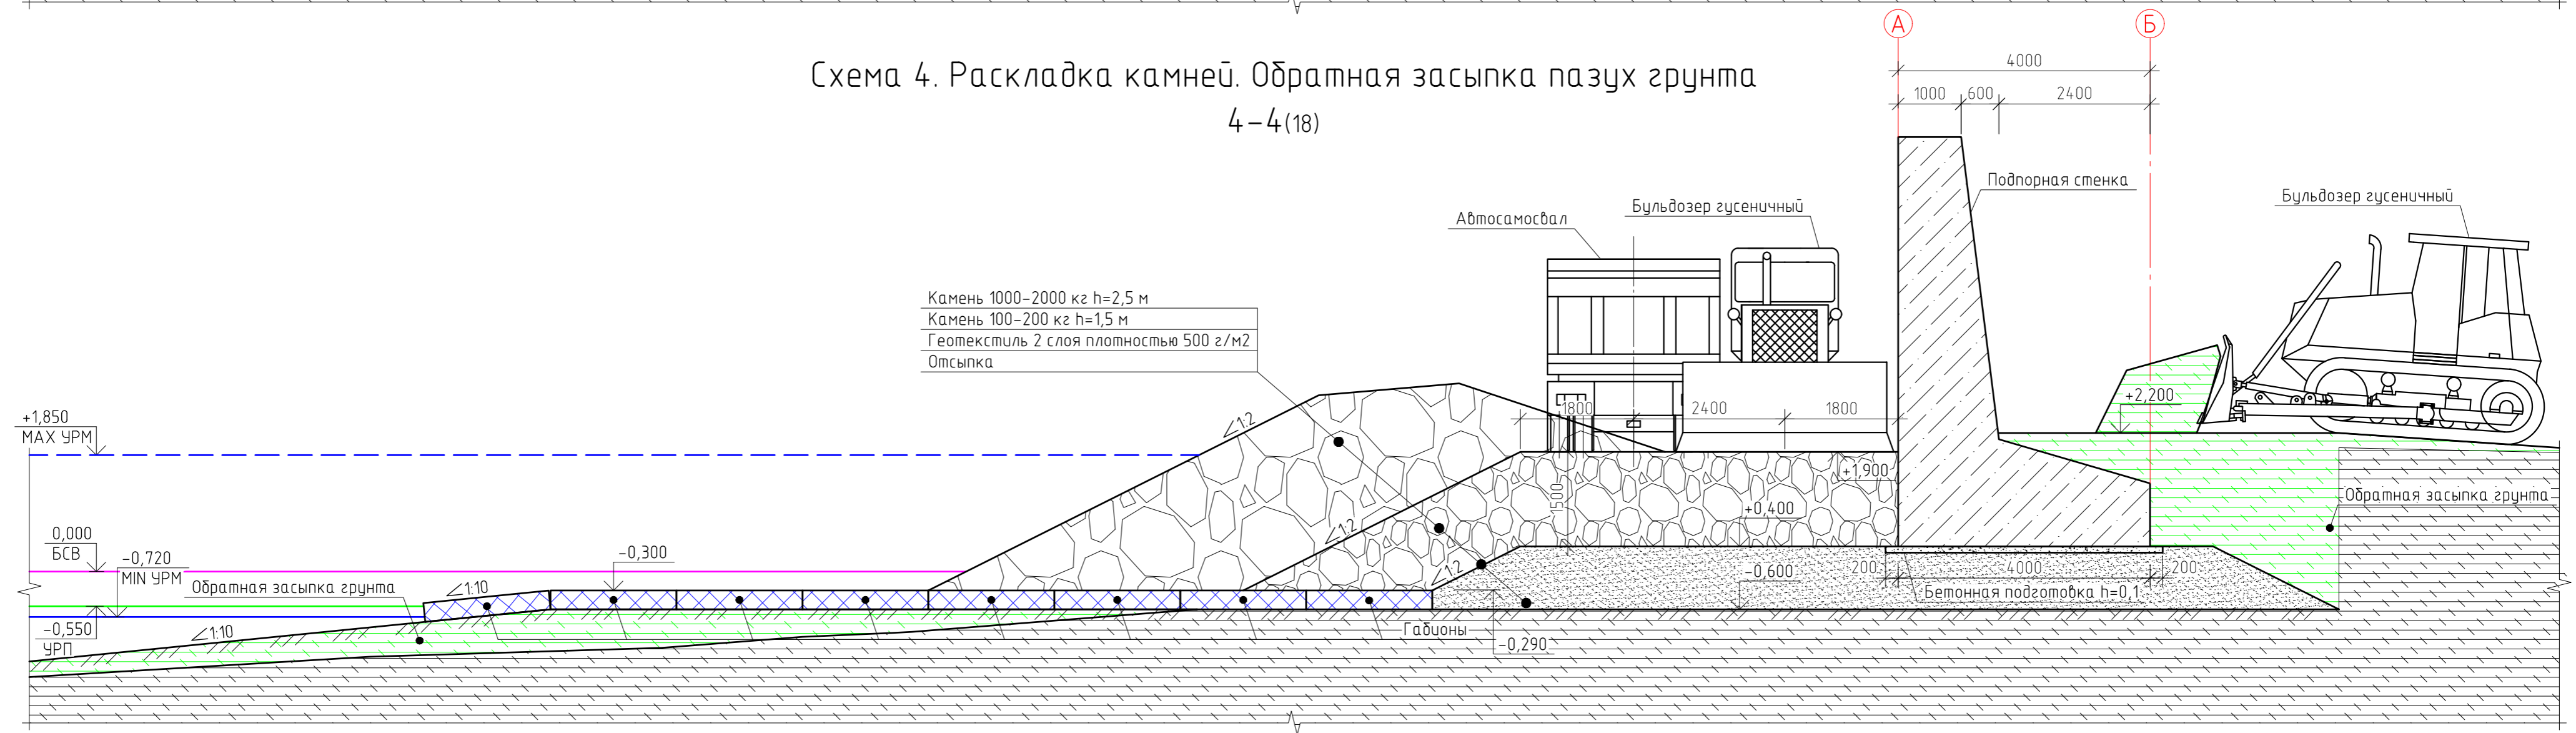 А
Б
Схема 4. Раскладка камней. Обратная засыпка пазух грунта
4-4(18)
4000
1000
600
2400
Подпорная стенка
Бульдозер гусеничный
Бульдозер гусеничный
Автосамосвал
Камень 1000-2000 кг h=2,5 м
Камень 100-200 кг h=1,5 м
Геотекстиль 2 слоя плотностью 500 г/м2
Отсыпка
+1,850
МАХ УРМ
1:2
1800
2400
1800
+2,200
+1,900
1500
Обратная засыпка грунта
+0,400
1:2
0,000
БСВ
-0,720
MIN УРМ
-0,300
1:2
-0,600
200
4000
200
Обратная засыпка грунта
1:10
Бетонная подготовка h=0,1
-0,550
УРП
1:10
Габионы
-0,290